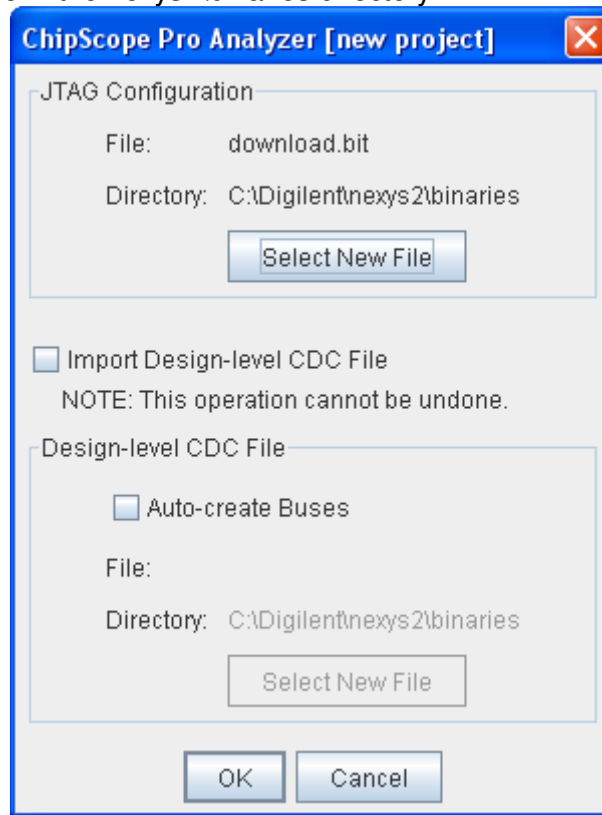 directory
ChipScope Pro Analyzer [new project]
JTAG Configuration
File: download.bit
Directory: C:\Digilent\nexys2\binaries
Select New File
Import Design-level CDC File
NOTE: This operation cannot be undone.
Design-level CDC File
Auto-create Buses
File:
Directory: C:\Digilent\nexys2\binaries
Select New File
OK Cancel